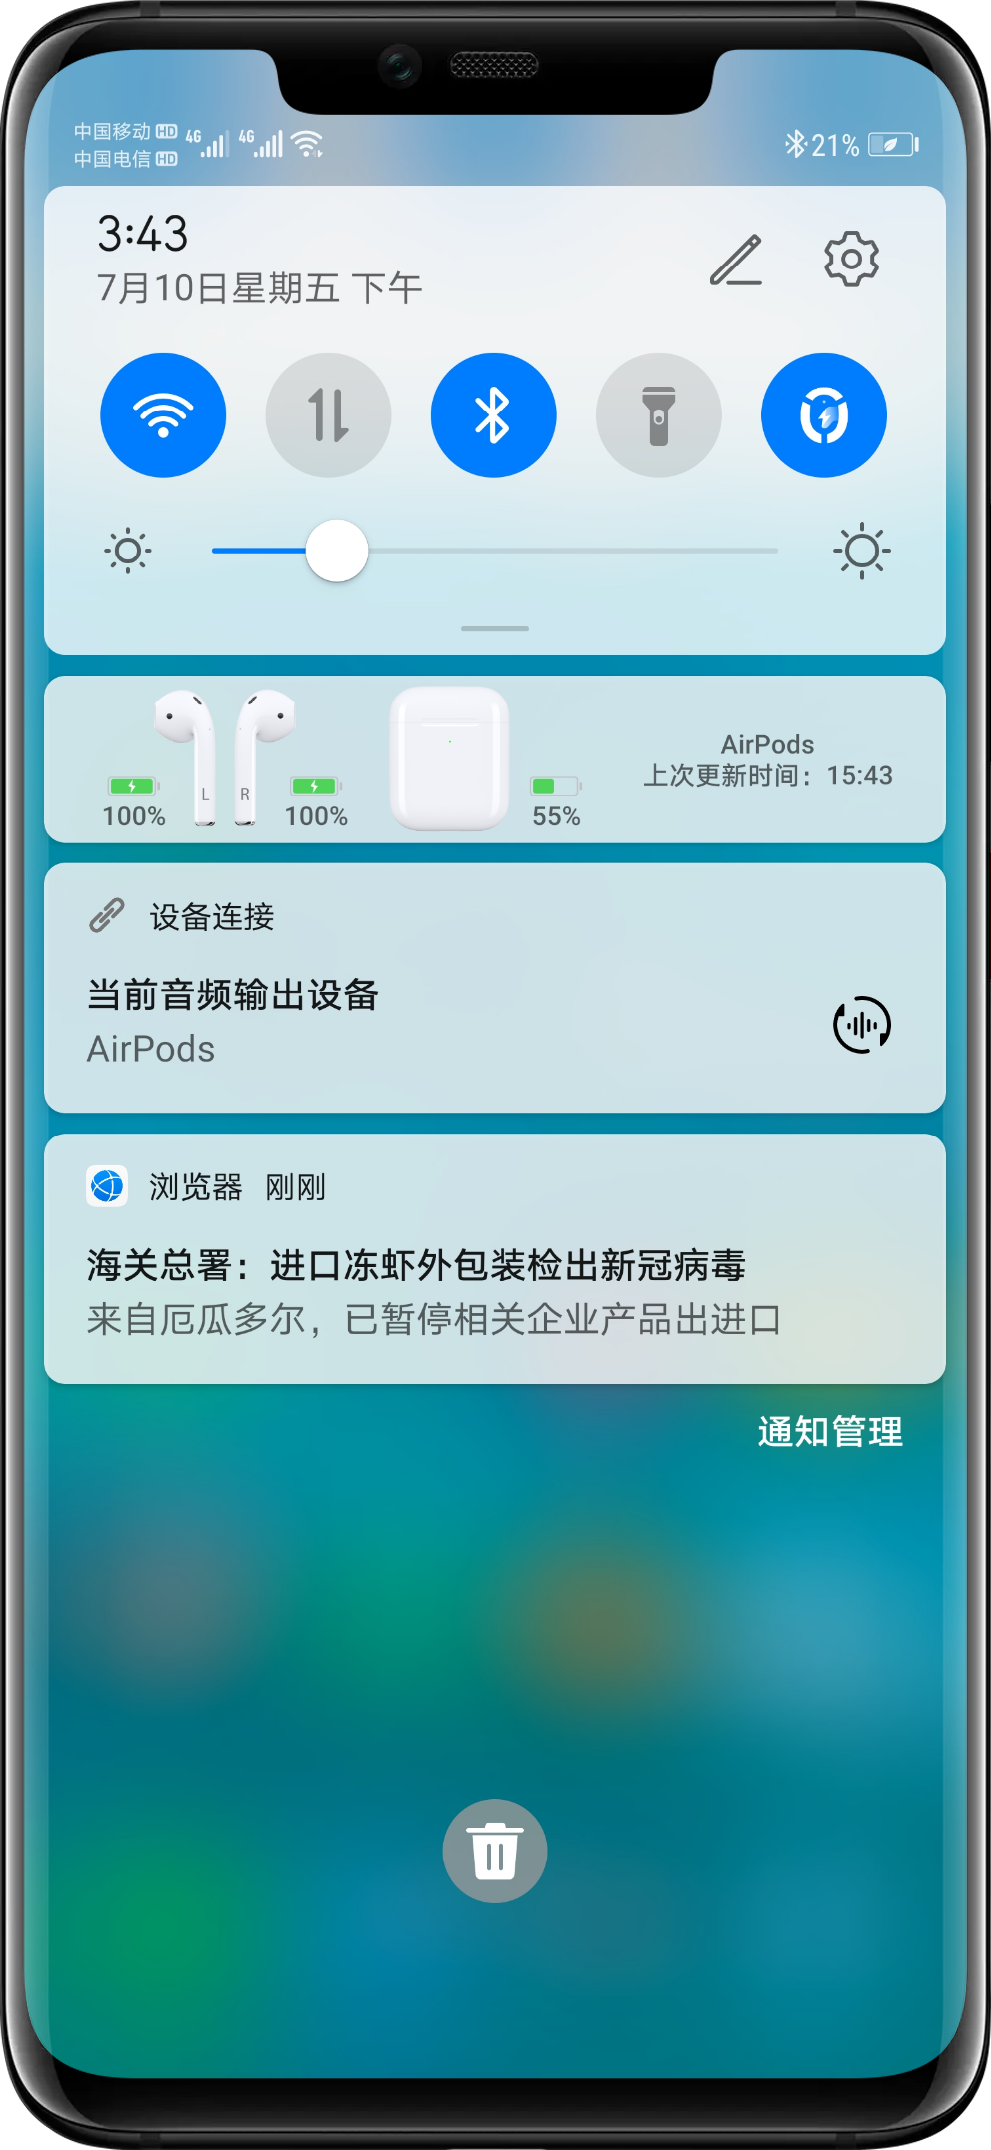 中国移动 HD 4G 4G
中国电信 HD
21%
3:43
7月10日星期五 下午
L R
100% 100% 55%
AirPods
上次更新时间：15:43
设备连接
当前音频输出设备
AirPods
浏览器 刚刚
海关总署：进口冻虾外包装检出新冠病毒
来自厄瓜多尔，已暂停相关企业产品出进口
通知管理